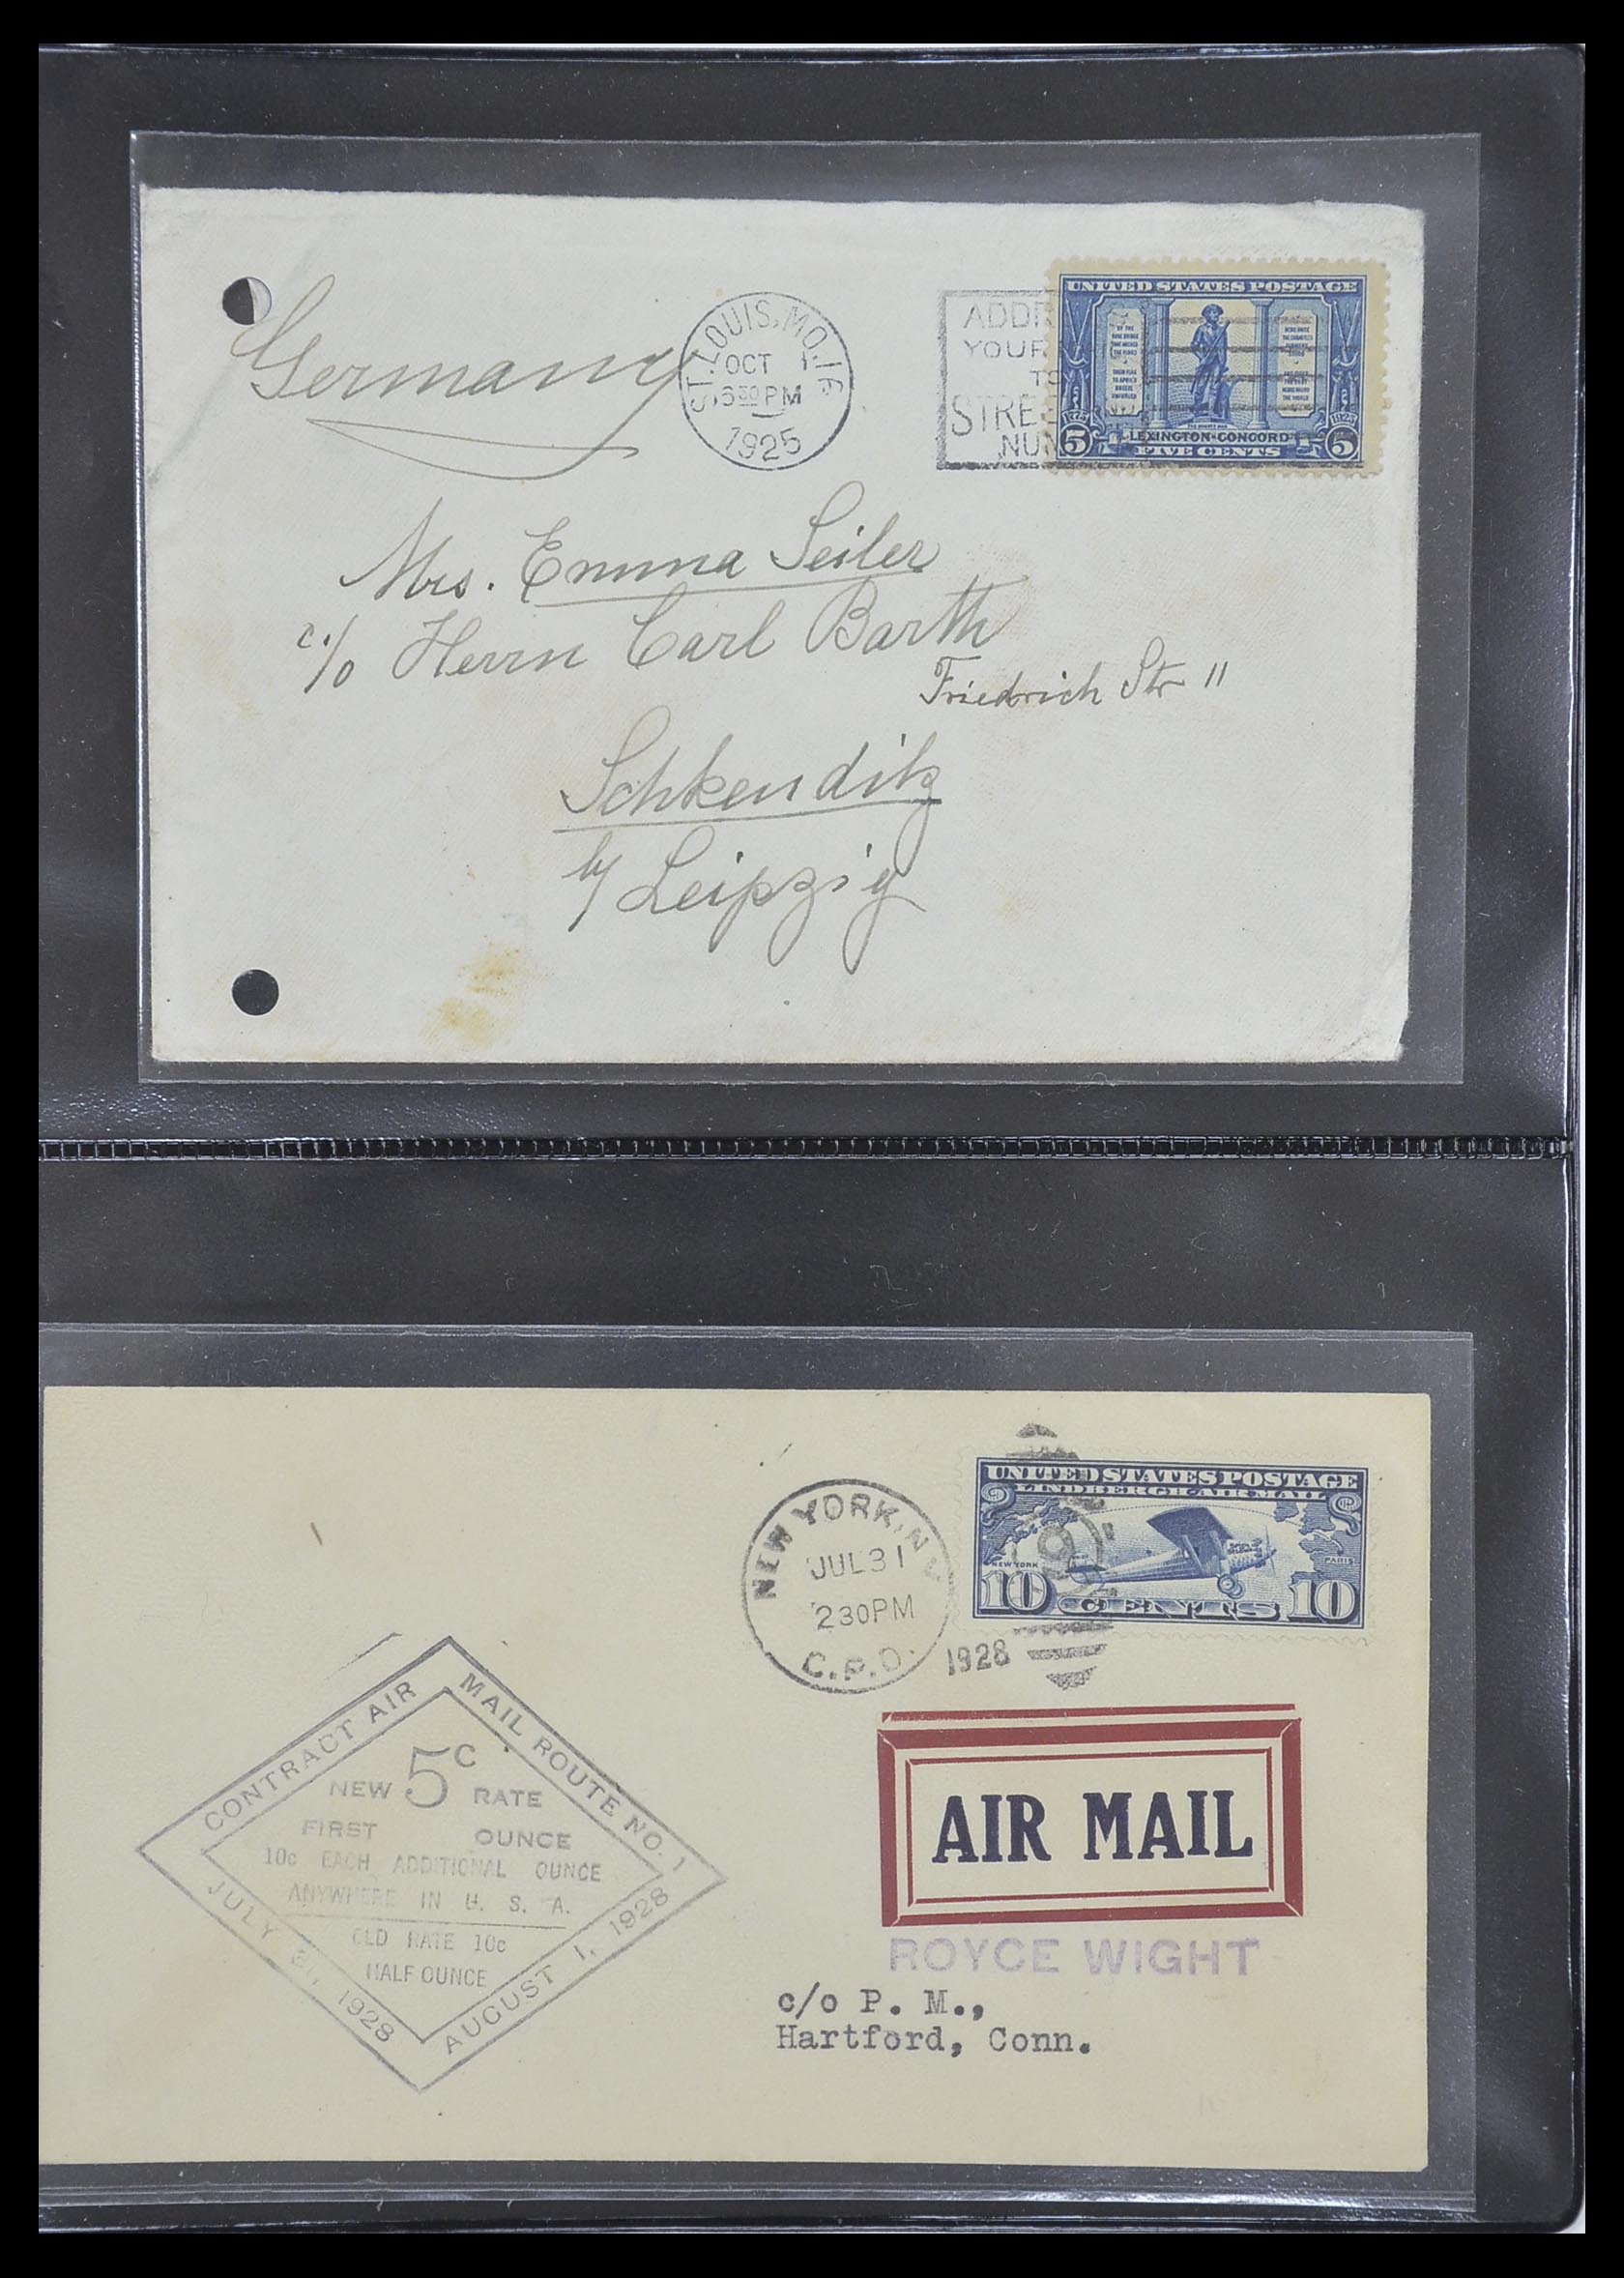 Germany
ST. LOUIS, MO.
OCT
6 30 PM
1925
ADDR
YOUR
TO
STREE
NUM
UNITED STATES POSTAGE
1775 1925
5 LEXINGTON-CONCORD 5
FIVE CENTS
Mrs. Emma Seiler
c/o Herrn Carl Barth
Friedrich Str 11
Schkeuditz
b/ Leipzig
NEW YORK, N.Y.
JUL 31
2 30 PM
C.P.O.
1928
UNITED STATES POSTAGE
LINDBERGH AIR MAIL
NEW YORK PARIS
10 CENTS 10
CONTRACT AIR MAIL ROUTE NO. 1
NEW 5c RATE
FIRST OUNCE
10c EACH ADDITIONAL OUNCE
ANYWHERE IN U. S. A.
OLD RATE 10c
HALF OUNCE
JULY 31, 1928
AUGUST 1, 1928
AIR MAIL
ROYCE WIGHT
c/o P. M.,
Hartford, Conn.